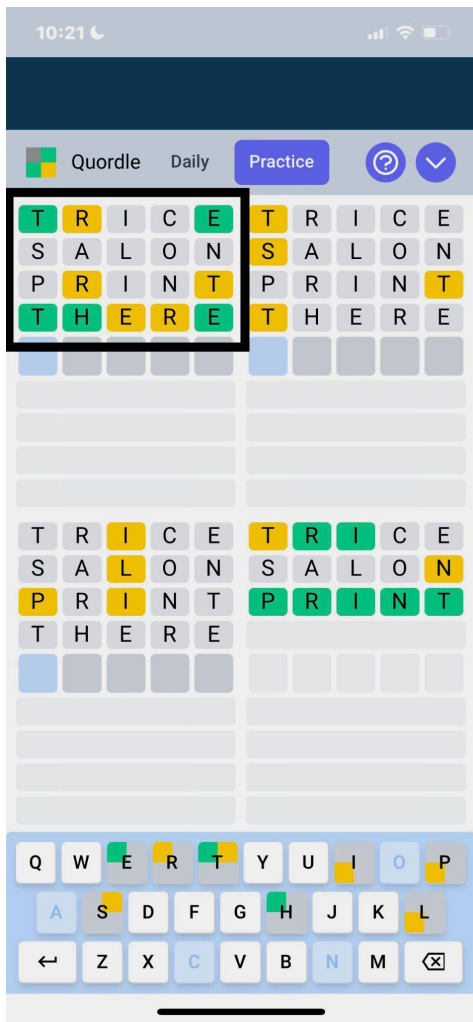 10:21
Quordle Daily Practice ?
T R I C E T R I C E
S A L O N S A L O N
P R I N T P R I N T
T H E R E T H E R E
T R I C E T R I C E
S A L O N S A L O N
P R I N T P R I N T
T H E R E
Q W E R T Y U I O P
A S D F G H J K L
Z X C V B N M